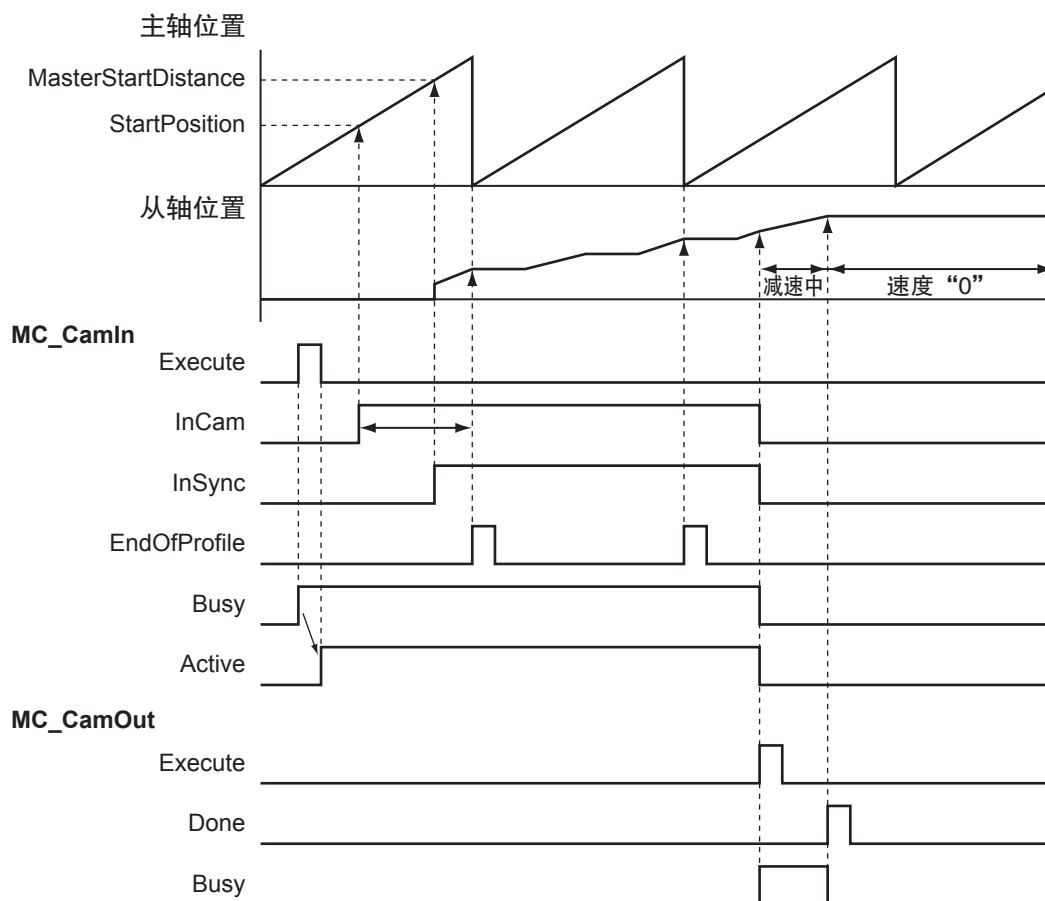 主轴位置
MasterStartDistance
StartPosition
从轴位置
减速中
速度“0”
MC_CamIn
Execute
InCam
InSync
EndOfProfile
Busy
Active
MC_CamOut
Execute
Done
Busy